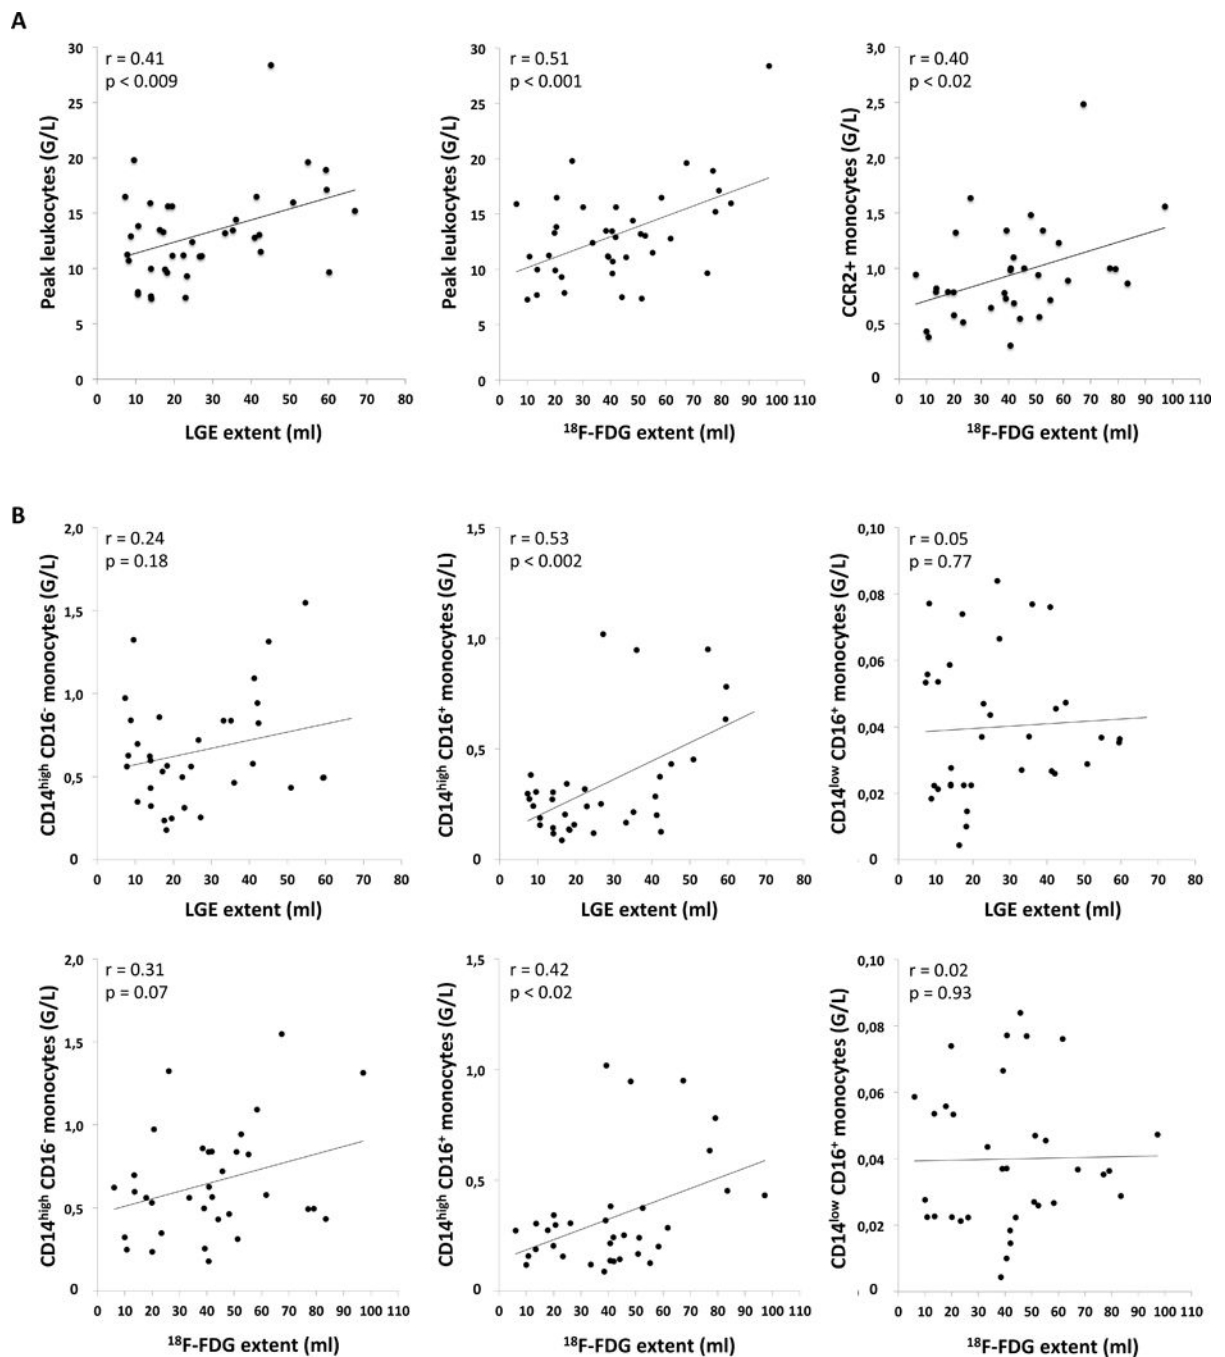 A
r = 0.41
p < 0.009
Peak leukocytes (G/L)
30
25
20
15
10
5
0
0 10 20 30 40 50 60 70 80
LGE extent (ml)
r = 0.51
p < 0.001
Peak leukocytes (G/L)
30
25
20
15
10
5
0
0 10 20 30 40 50 60 70 80 90 100 110
¹⁸F-FDG extent (ml)
r = 0.40
p < 0.02
CCR2+ monocytes (G/L)
3,0
2,5
2,0
1,5
1,0
0,5
0
0 10 20 30 40 50 60 70 80 90 100 110
¹⁸F-FDG extent (ml)
B
r = 0.24
p = 0.18
CD14ʰⁱᵍʰ CD16⁻ monocytes (G/L)
2,0
1,5
1,0
0,5
0
0 10 20 30 40 50 60 70 80
LGE extent (ml)
r = 0.53
p < 0.002
CD14ʰⁱᵍʰ CD16⁺ monocytes (G/L)
1,5
1,0
0,5
0
0 10 20 30 40 50 60 70 80
LGE extent (ml)
r = 0.05
p = 0.77
CD14ˡᵒʷ CD16⁺ monocytes (G/L)
0,10
0,08
0,06
0,04
0,02
0
0 10 20 30 40 50 60 70 80
LGE extent (ml)
r = 0.31
p = 0.07
CD14ʰⁱᵍʰ CD16⁻ monocytes (G/L)
2,0
1,5
1,0
0,5
0
0 10 20 30 40 50 60 70 80 90 100 110
¹⁸F-FDG extent (ml)
r = 0.42
p < 0.02
CD14ʰⁱᵍʰ CD16⁺ monocytes (G/L)
1,5
1,0
0,5
0
0 10 20 30 40 50 60 70 80 90 100 110
¹⁸F-FDG extent (ml)
r = 0.02
p = 0.93
CD14ˡᵒʷ CD16⁺ monocytes (G/L)
0,10
0,08
0,06
0,04
0,02
0
0 10 20 30 40 50 60 70 80 90 100 110
¹⁸F-FDG extent (ml)